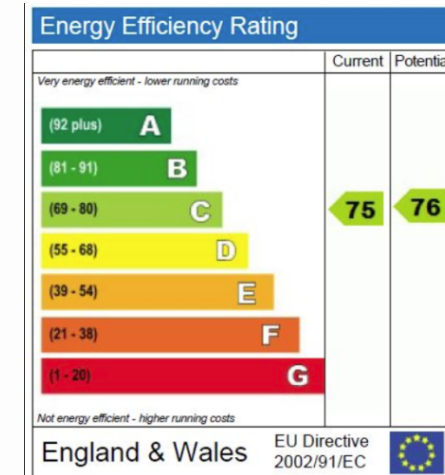 Energy Efficiency Rating
Current Potentia
Very energy efficient - lower running costs
(92 plus) A
(81 - 91) B
(69 - 80) C
75 76
(55 - 68) D
(39 - 54) E
(21 - 38) F
(1 - 20) G
Not energy efficient - higher running costs
England & Wales
EU Directive
2002/91/EC